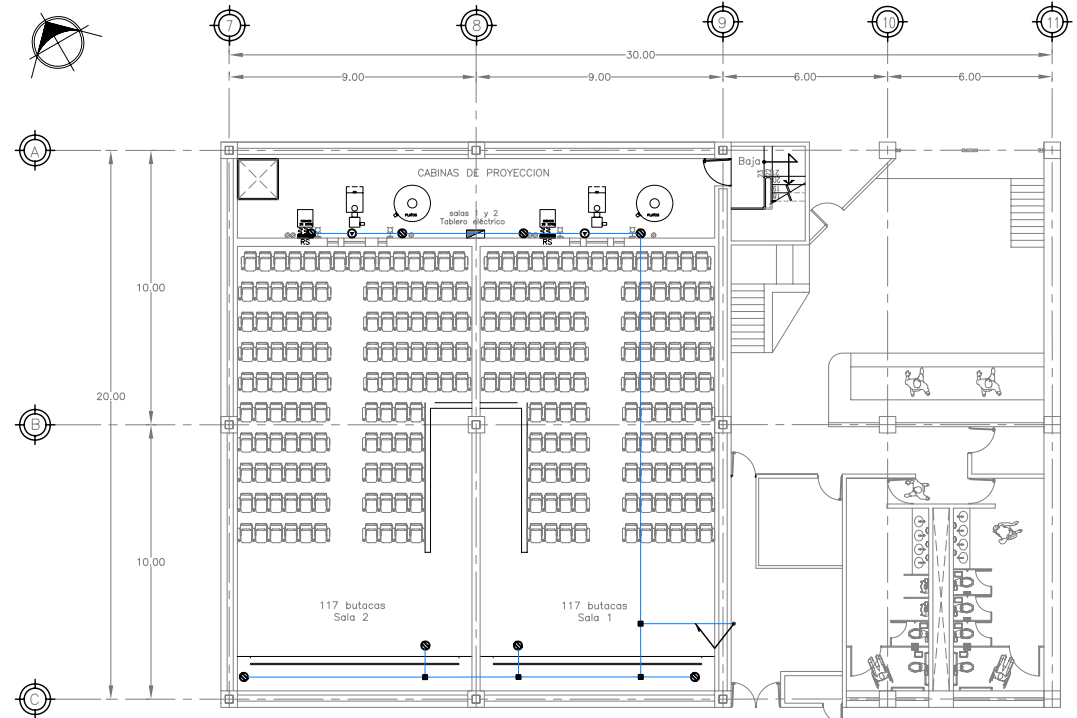 7
8
9
10
11
30.00
9.00
9.00
6.00
6.00
A
Baja
CABINAS DE PROYECCION
salas 1 y 2
Tablero eléctrico
PLATOS
PLATOS
RS
RS
10.00
20.00
B
10.00
117 butacas
Sala 2
117 butacas
Sala 1
C